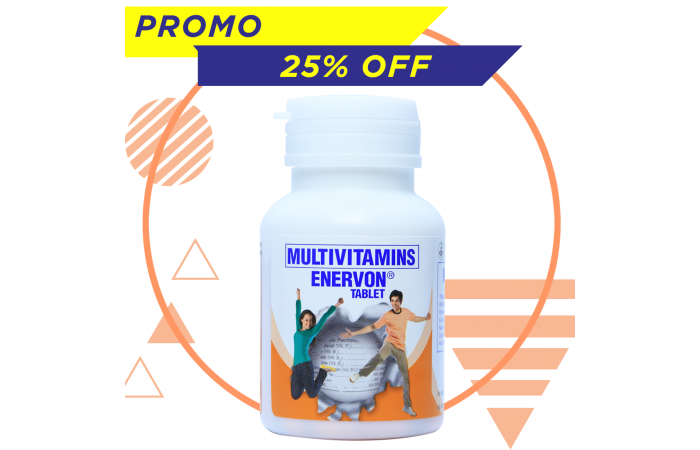 PROMO
25% OFF
MULTIVITAMINS
ENERVON®
TABLET